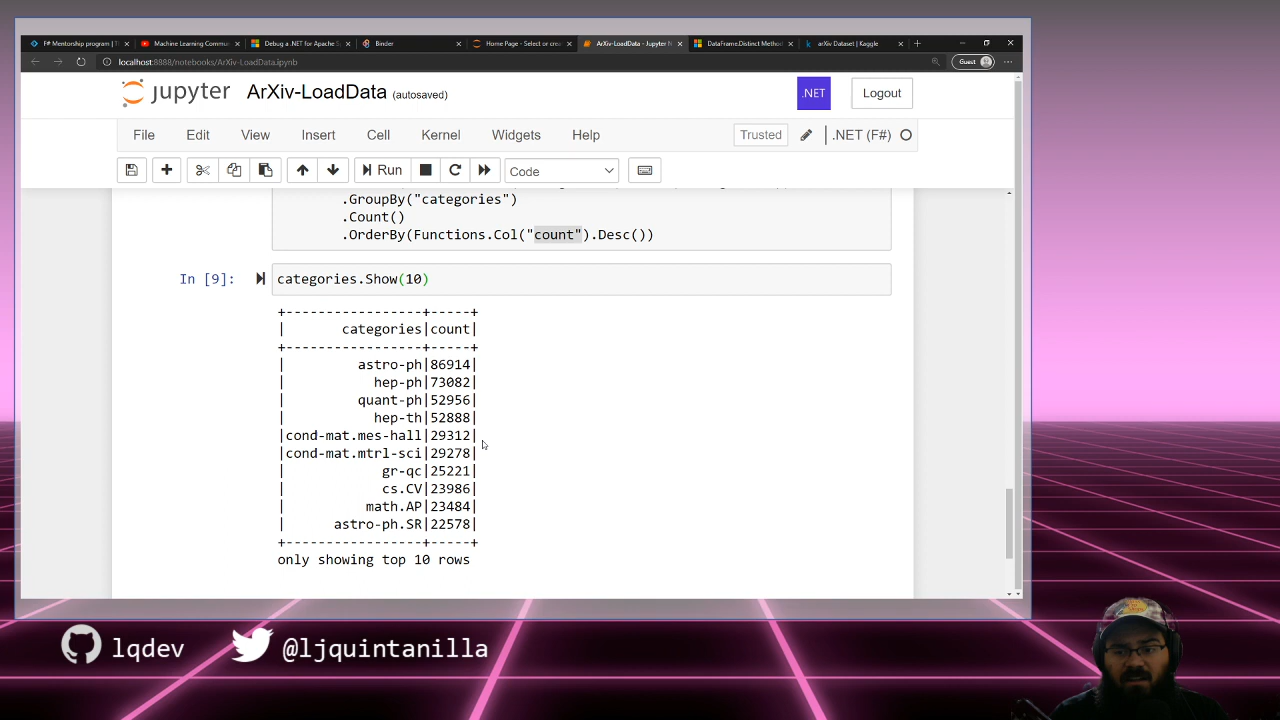 F# Mentorship program | T
Machine Learning Commu
Debug a .NET for Apache S
Binder
Home Page - Select or crea
ArXiv-LoadData - Jupyter N
DataFrame.Distinct Method
arXiv Dataset | Kaggle
localhost:8888/notebooks/ArXiv-LoadData.ipynb
Guest
jupyter ArXiv-LoadData (autosaved)
.NET
Logout
File Edit View Insert Cell Kernel Widgets Help
Trusted
.NET (F#)
Run
Code
.GroupBy("categories")
.Count()
.OrderBy(Functions.Col("count").Desc())
In [9]: categories.Show(10)
+-----------------+-----+
|       categories|count|
+-----------------+-----+
|         astro-ph|86914|
|           hep-ph|73082|
|         quant-ph|52956|
|           hep-th|52888|
|cond-mat.mes-hall|29312|
|cond-mat.mtrl-sci|29278|
|            gr-qc|25221|
|            cs.CV|23986|
|          math.AP|23484|
|      astro-ph.SR|22578|
+-----------------+-----+
only showing top 10 rows
lqdev
@ljquintanilla